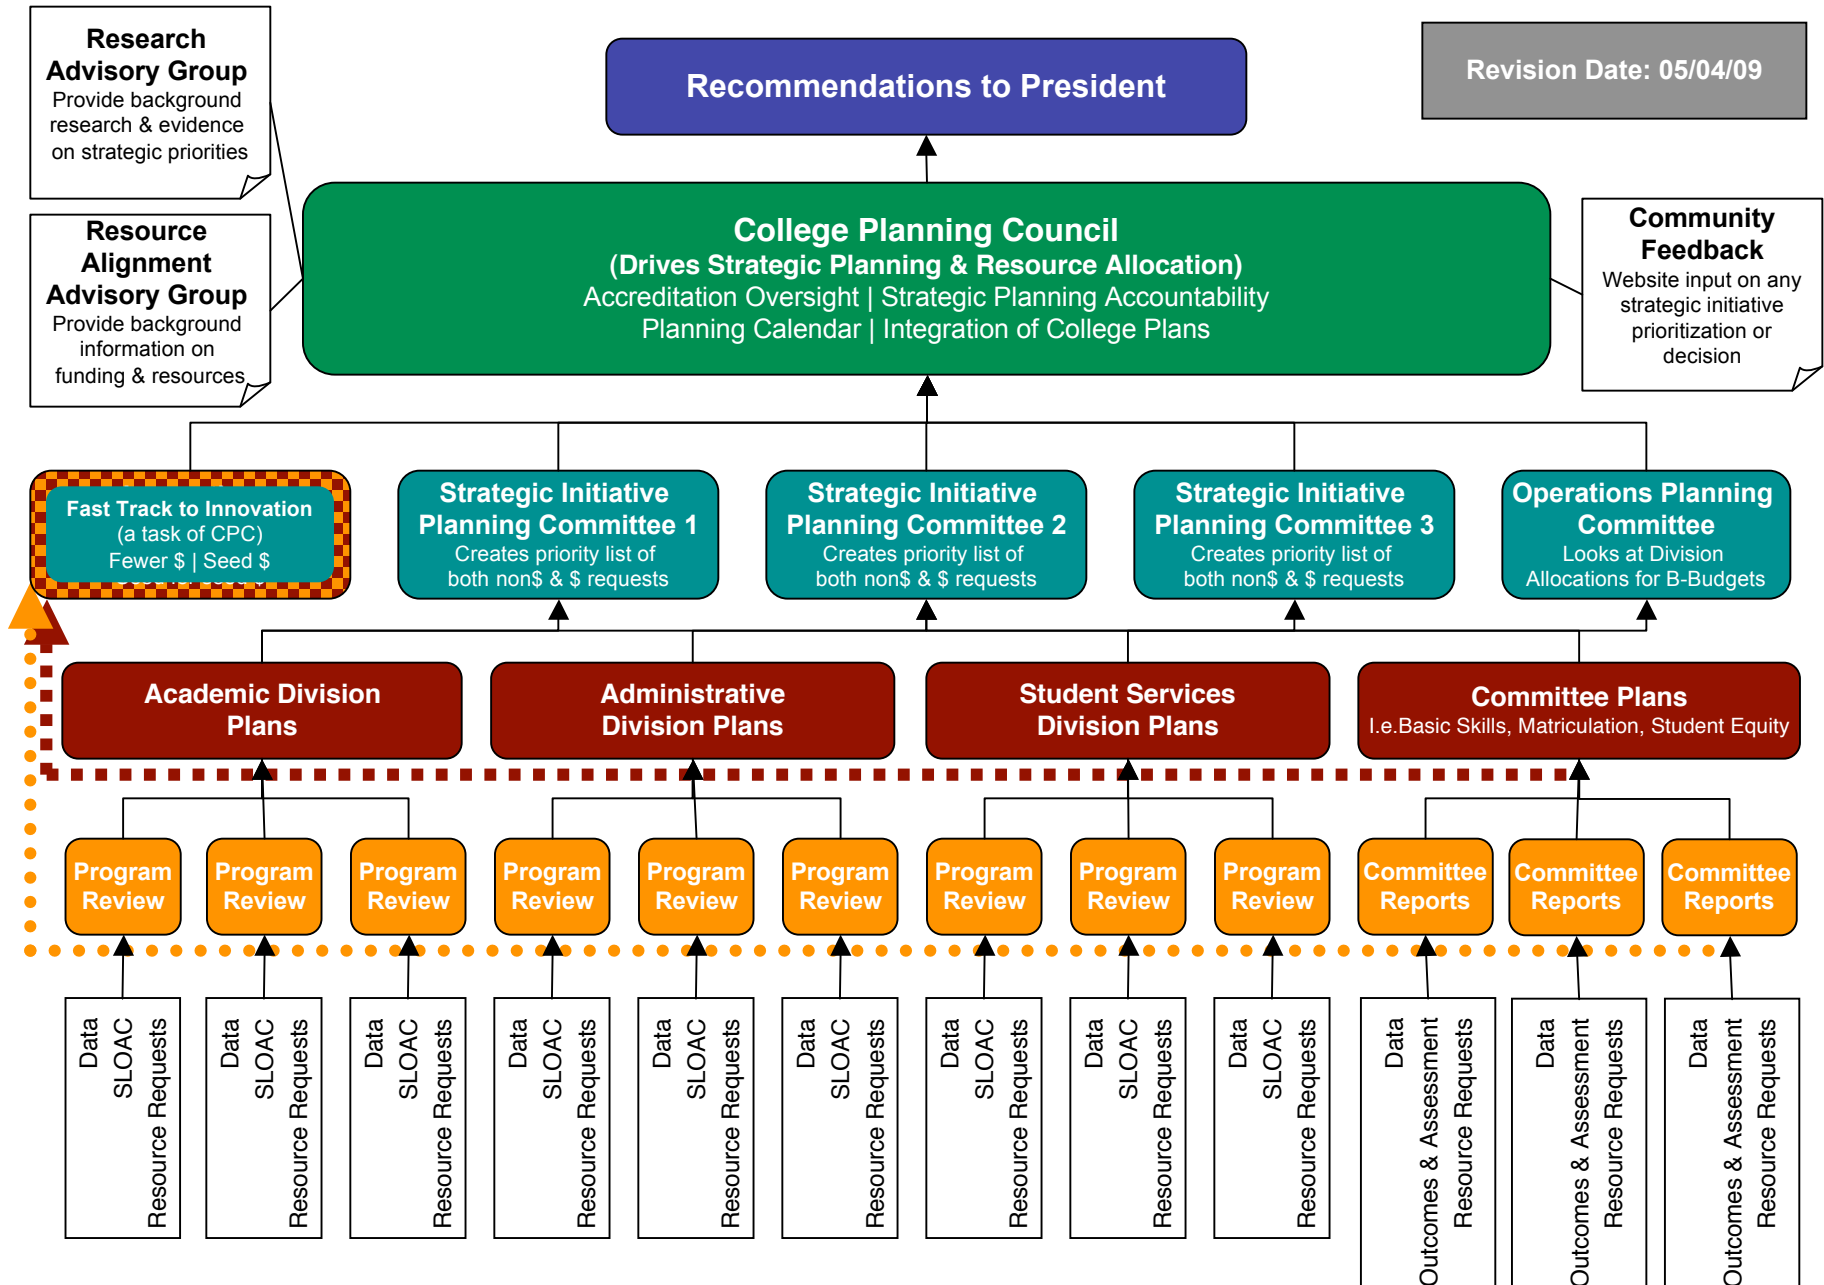 Research
Advisory Group
Provide background
research & evidence
on strategic priorities
Recommendations to President
Revision Date: 05/04/09
Resource
Alignment
Advisory Group
Provide background
information on
funding & resources
College Planning Council
(Drives Strategic Planning & Resource Allocation)
Accreditation Oversight | Strategic Planning Accountability
Planning Calendar | Integration of College Plans
Community
Feedback
Website input on any
strategic initiative
prioritization or
decision
Fast Track to Innovation
(a task of CPC)
Fewer $ | Seed $
Strategic Initiative
Planning Committee 1
Creates priority list of
both non$ & $ requests
Strategic Initiative
Planning Committee 2
Creates priority list of
both non$ & $ requests
Strategic Initiative
Planning Committee 3
Creates priority list of
both non$ & $ requests
Operations Planning
Committee
Looks at Division
Allocations for B-Budgets
Academic Division
Plans
Administrative
Division Plans
Student Services
Division Plans
Committee Plans
I.e.Basic Skills, Matriculation, Student Equity
Program
Review
Program
Review
Program
Review
Program
Review
Program
Review
Program
Review
Program
Review
Program
Review
Program
Review
Committee
Reports
Committee
Reports
Committee
Reports
Data
SLOAC
Resource Requests
Data
SLOAC
Resource Requests
Data
SLOAC
Resource Requests
Data
SLOAC
Resource Requests
Data
SLOAC
Resource Requests
Data
SLOAC
Resource Requests
Data
SLOAC
Resource Requests
Data
SLOAC
Resource Requests
Data
SLOAC
Resource Requests
Data
Outcomes & Assessment
Resource Requests
Data
Outcomes & Assessment
Resource Requests
Data
Outcomes & Assessment
Resource Requests